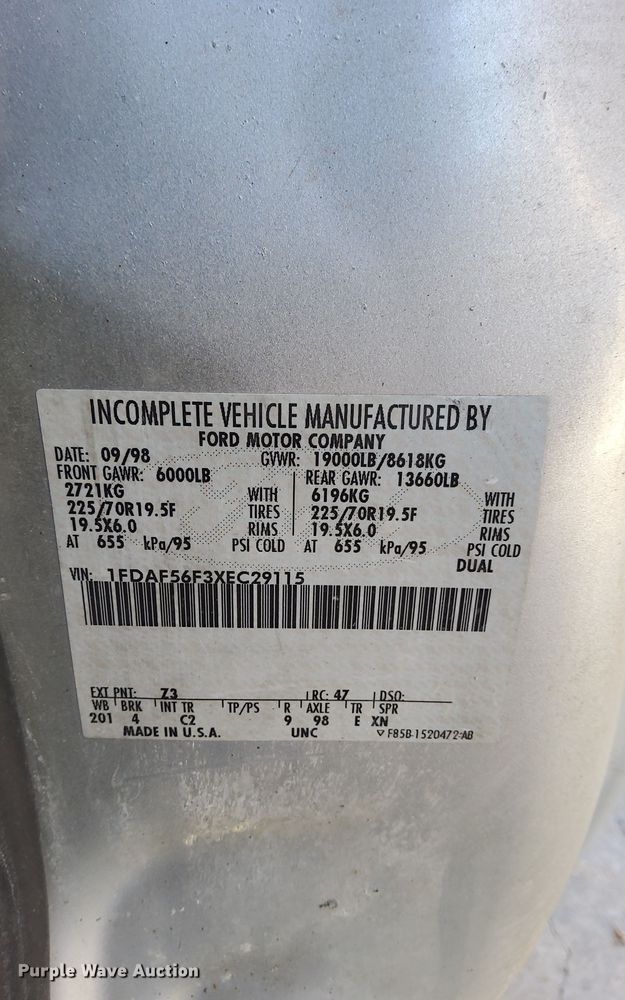 INCOMPLETE VEHICLE MANUFACTURED BY
FORD MOTOR COMPANY
DATE: 09/98 GVWR: 19000LB/8618KG
FRONT GAWR: 6000LB REAR GAWR: 13660LB
2721KG WITH 6196KG WITH
225/70R19.5F TIRES 225/70R19.5F TIRES
19.5X6.0 RIMS 19.5X6.0 RIMS
AT 655 kPa/95 PSI COLD AT 655 kPa/95 PSI COLD
DUAL
VIN: 1FDAF56F3XEC29115
EXT PNT: Z3 RC: 47 DSO:
WB BRK INT TR TP/PS R AXLE TR SPR
201 4 C2 9 98 E XN
MADE IN U.S.A. UNC F85B-1520472-AB
Purple Wave Auction